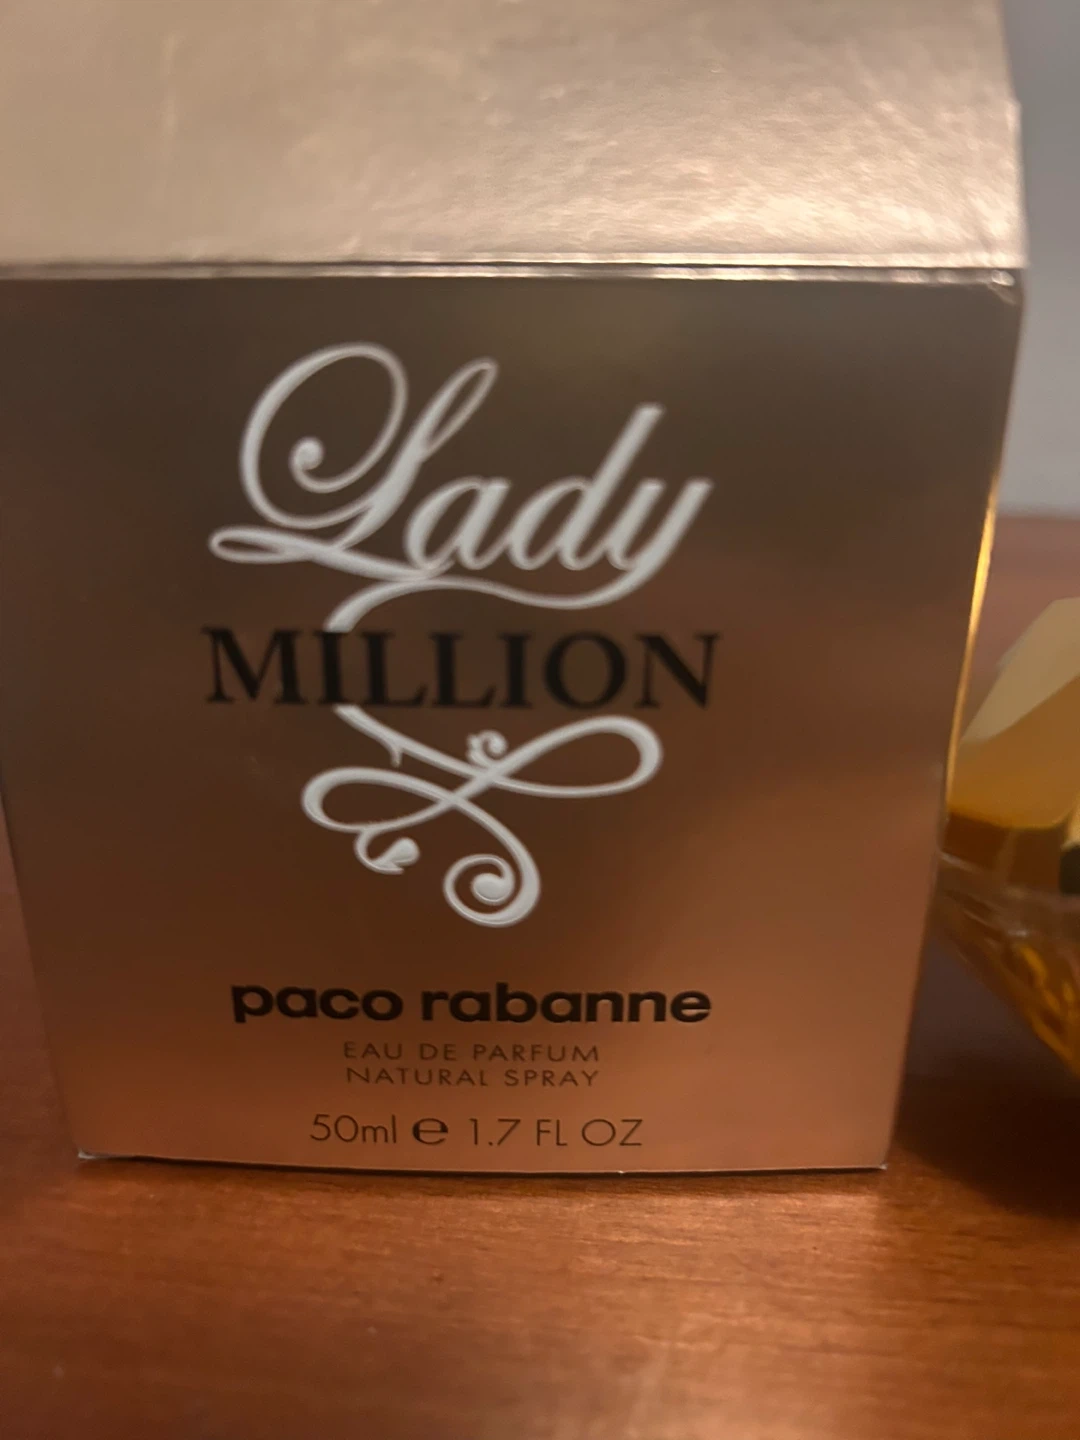 Lady
MILLION
paco rabanne
EAU DE PARFUM
NATURAL SPRAY
50ml e 1.7 FL OZ